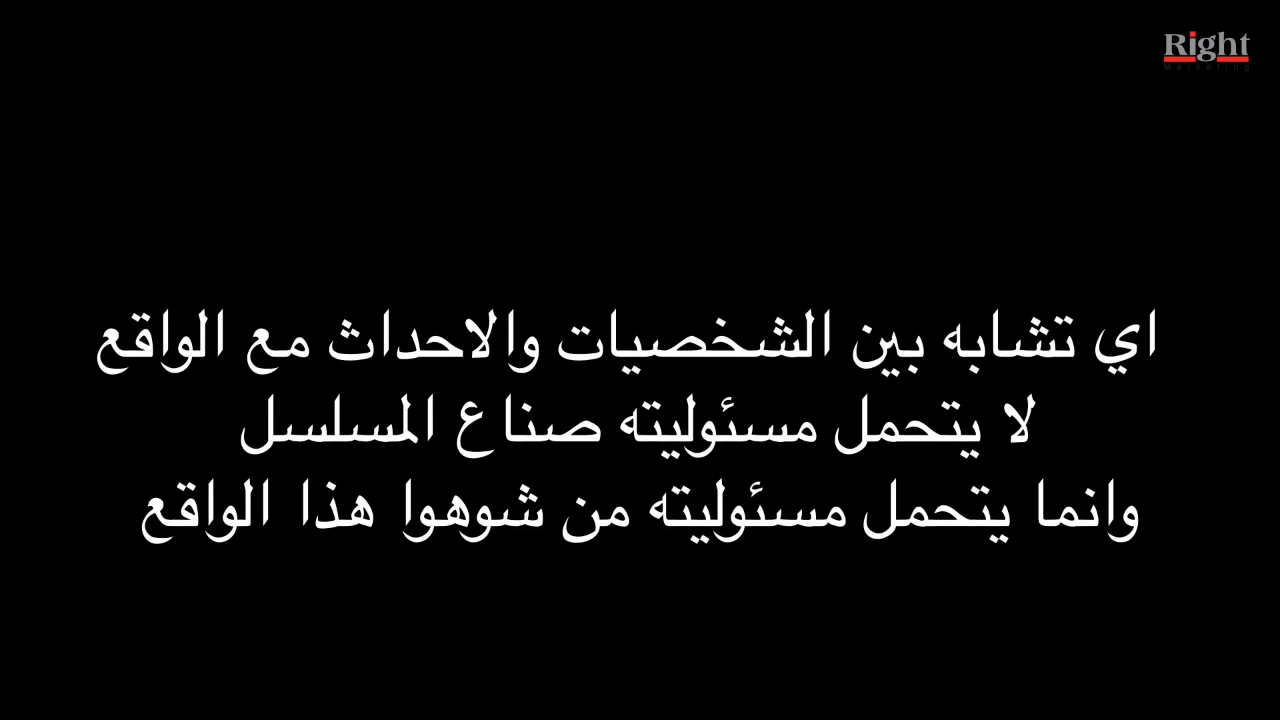 Right
Marketing
اي تشابه بين الشخصيات والاحداث مع الواقع
لا يتحمل مسئوليته صناع المسلسل
وانما يتحمل مسئوليته من شوهوا هذا الواقع